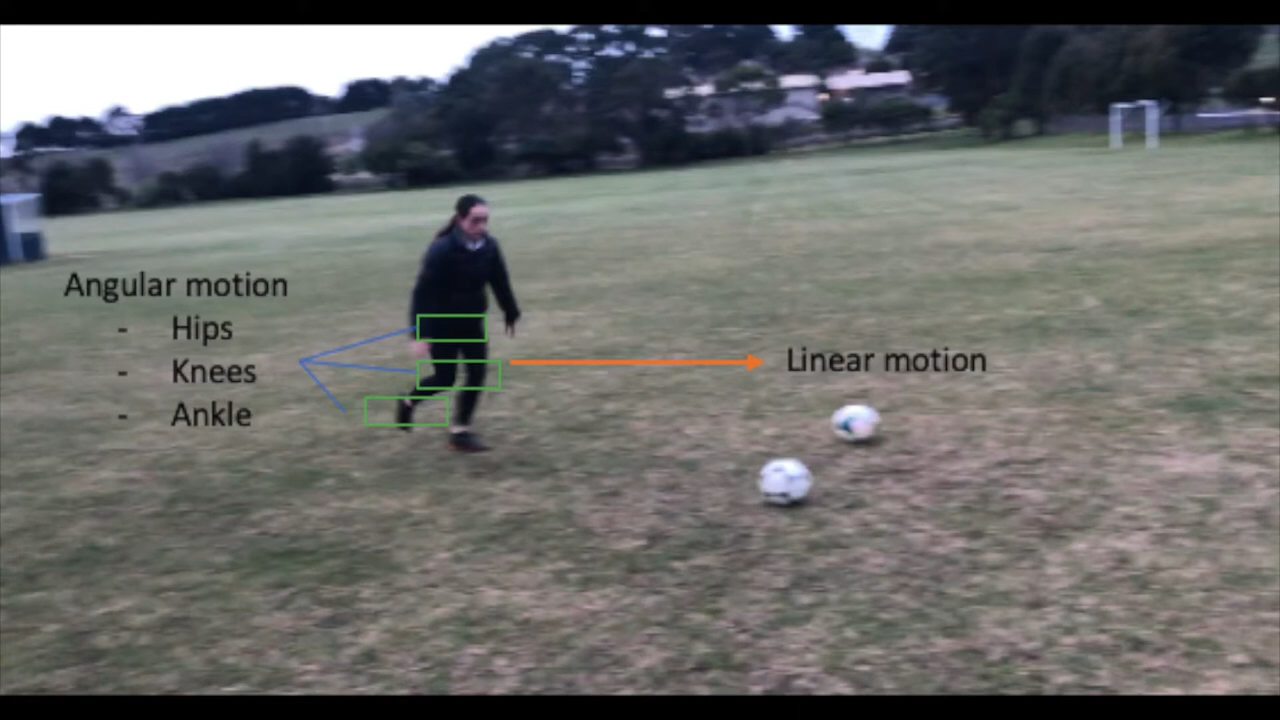 Angular motion
- Hips
- Knees
- Ankle
Linear motion